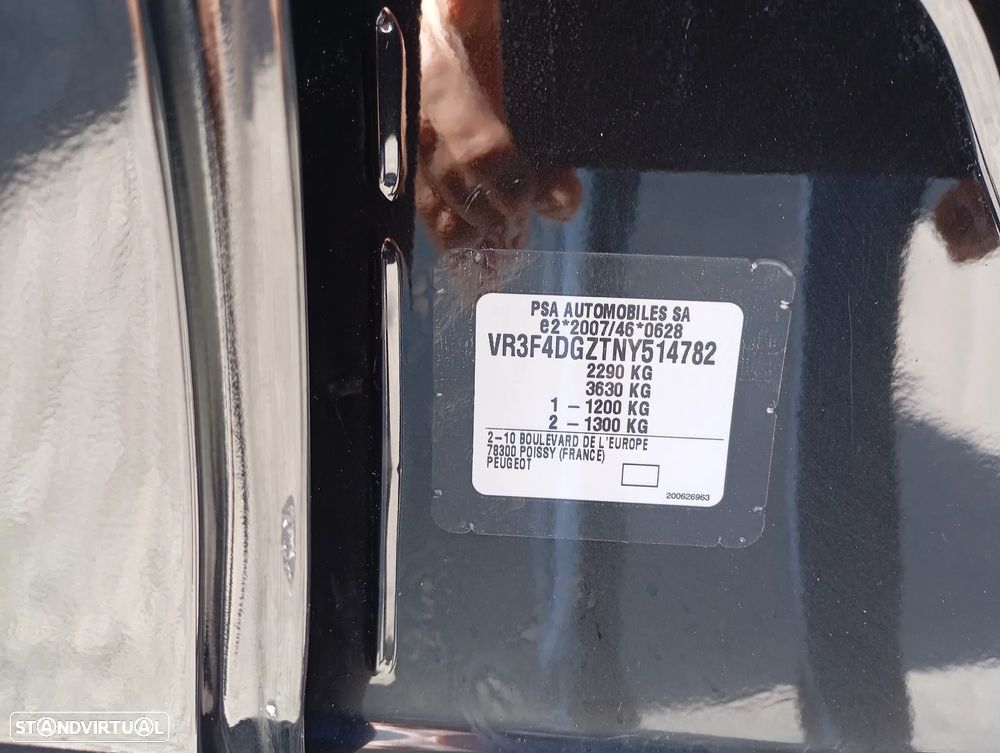 PSA AUTOMOBILES SA
e2*2007/46*0628
VR3F4DGZTNY514782
2290 KG
3630 KG
1 - 1200 KG
2 - 1300 KG
2-10 BOULEVARD DE L'EUROPE
78300 POISSY (FRANCE)
PEUGEOT
200626963
STANDVIRTUAL